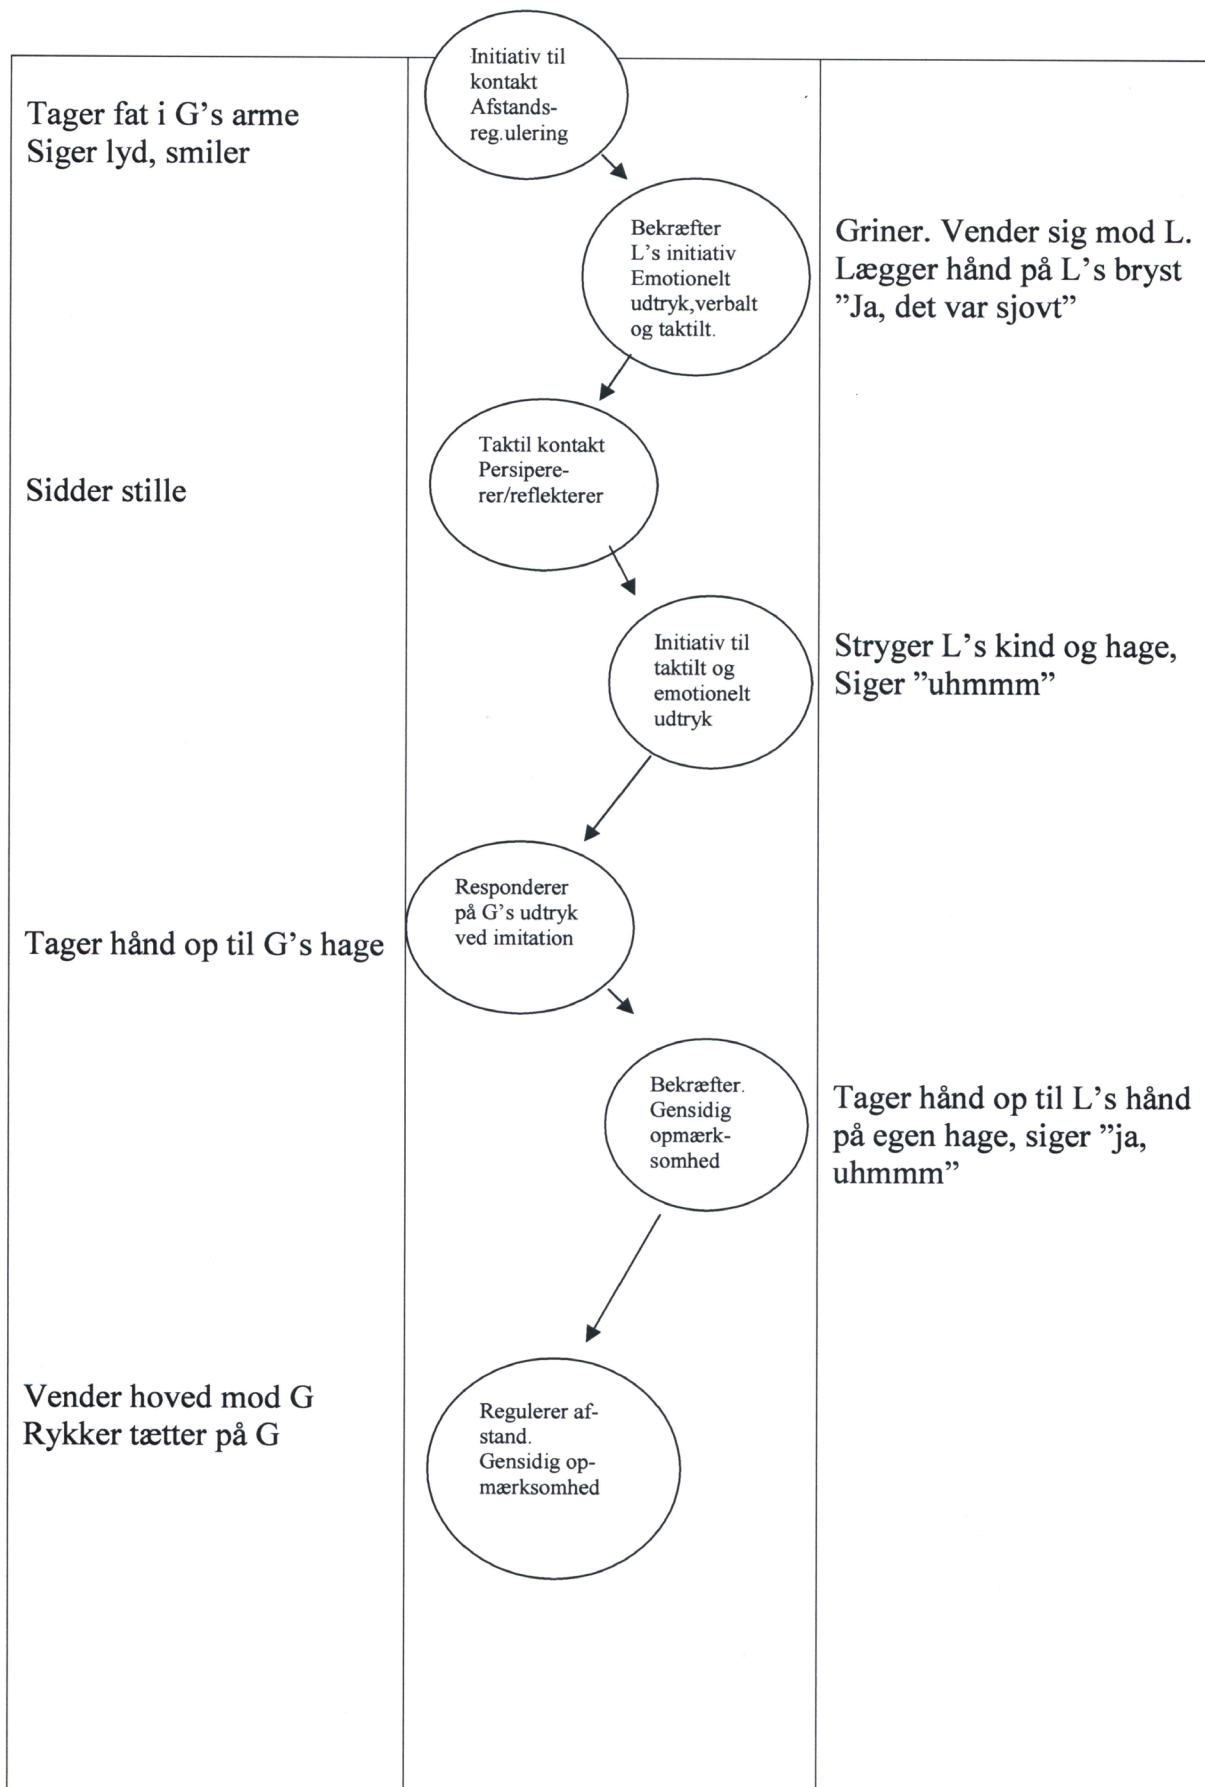 Initiativ til
kontakt
Afstands-
reg.ulering
Tager fat i G's arme
Siger lyd, smiler
Bekræfter
L's initiativ
Emotionelt
udtryk,verbalt
og taktilt.
Griner. Vender sig mod L.
Lægger hånd på L's bryst
”Ja, det var sjovt”
Sidder stille
Taktil kontakt
Persipere-
rer/reflekterer
Initiativ til
taktilt og
emotionelt
udtryk
Stryger L's kind og hage,
Siger ”uhmmm”
Tager hånd op til G's hage
Responderer
på G's udtryk
ved imitation
Bekræfter.
Gensidig
opmærk-
somhed
Tager hånd op til L's hånd
på egen hage, siger ”ja,
uhmmm”
Vender hoved mod G
Rykker tætter på G
Regulerer af-
stand.
Gensidig op-
mærksomhed